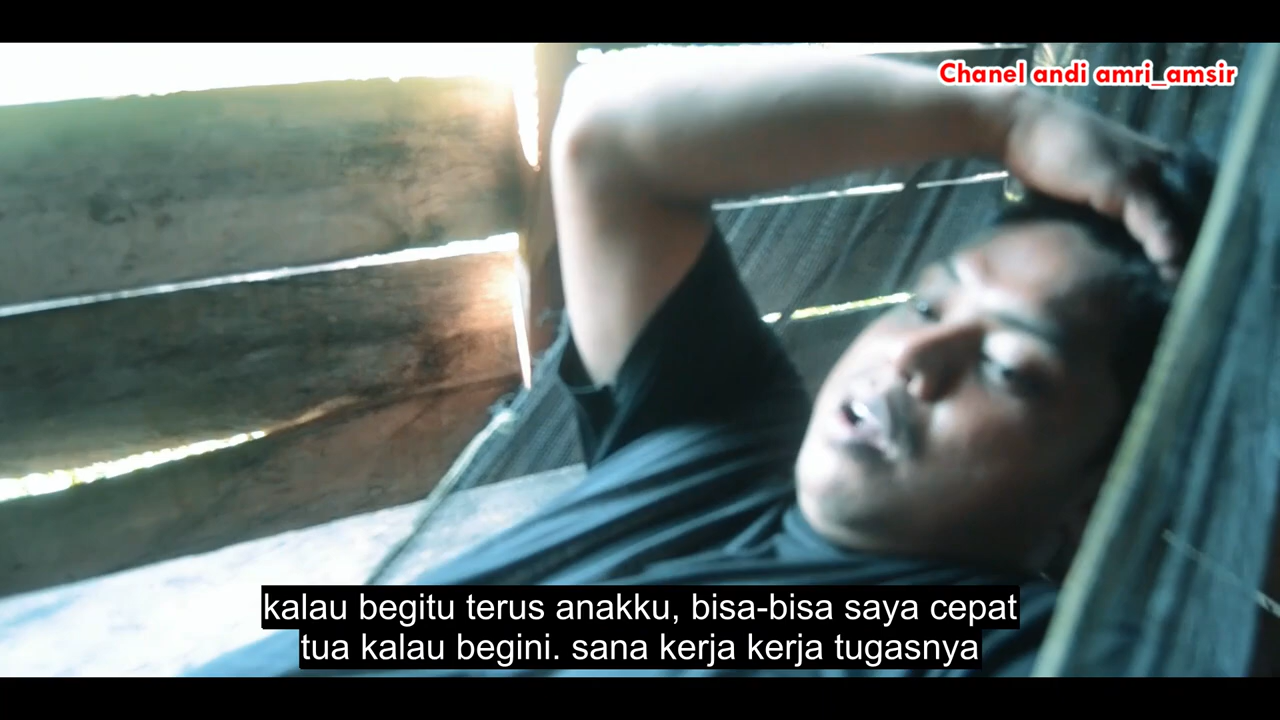 Chanel andi amri_amsir
kalau begitu terus anakku, bisa-bisa saya cepat
tua kalau begini. sana kerja kerja tugasnya